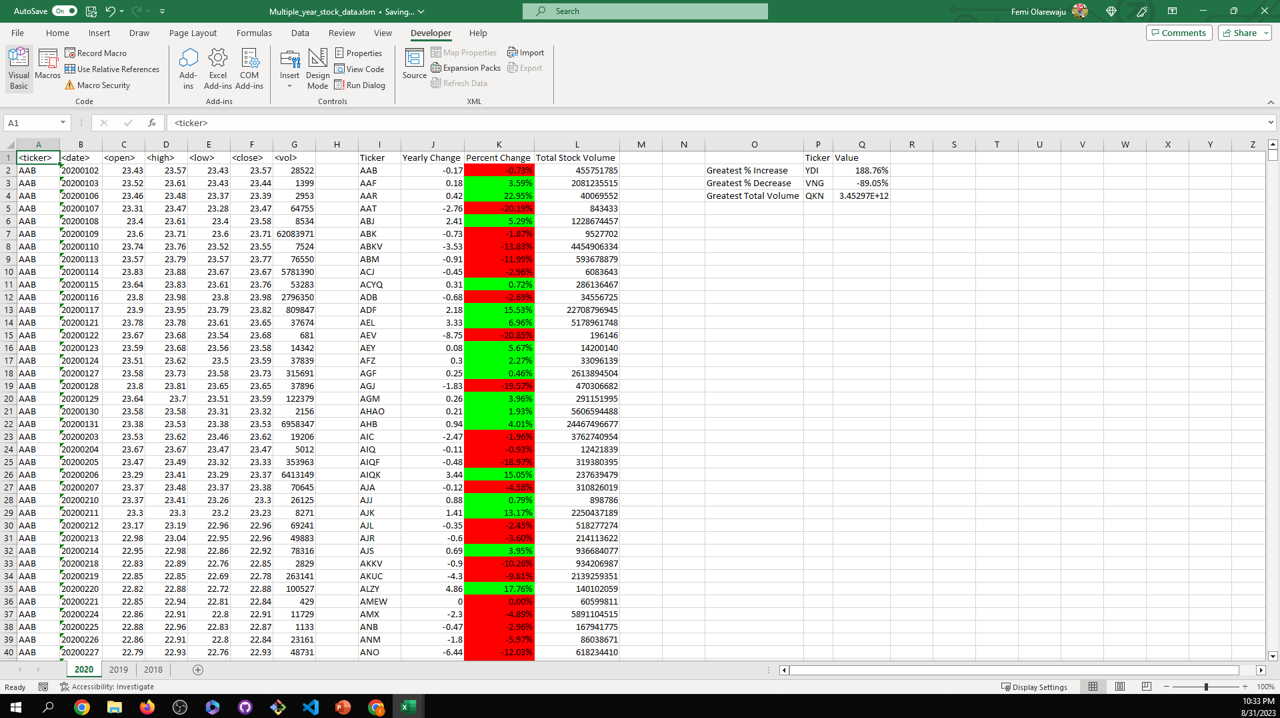 AutoSave On Multiple_year_stock_data.xlsm • Saving... Search Femi Olarewaju
File Home Insert Draw Page Layout Formulas Data Review View Developer Help Comments Share
Visual Basic Macros Record Macro Use Relative References Macro Security Add-ins Excel Add-ins COM Add-ins Insert Design Mode Properties View Code Run Dialog Source Map Properties Expansion Packs Refresh Data Import Export
Code Add-ins Controls XML
A1 fx <ticker>
A B C D E F G H I J K L M N O P Q R S T U V W X Y Z
1 <ticker> <date> <open> <high> <low> <close> <vol> Ticker Yearly Change Percent Change Total Stock Volume Ticker Value
2 AAB 20200102 23.43 23.57 23.43 23.57 28522 AAB -0.17 -0.73% 455751785 Greatest % Increase YDI 188.76%
3 AAB 20200103 23.52 23.61 23.43 23.44 1399 AAF 0.18 3.59% 2081235515 Greatest % Decrease VNG -89.05%
4 AAB 20200106 23.46 23.48 23.37 23.39 2953 AAR 0.42 22.95% 40069552 Greatest Total Volume QKN 3.45297E+12
5 AAB 20200107 23.31 23.47 23.28 23.47 64755 AAT -2.76 -20.19% 843433
6 AAB 20200108 23.4 23.61 23.4 23.58 8534 ABJ 2.41 5.29% 1228674457
7 AAB 20200109 23.6 23.71 23.6 23.71 62083971 ABK -0.73 -1.87% 9527702
8 AAB 20200110 23.74 23.76 23.52 23.55 7524 ABKV -3.53 -13.83% 4454906334
9 AAB 20200113 23.57 23.79 23.57 23.77 76550 ABM -0.91 -11.99% 593678879
10 AAB 20200114 23.83 23.88 23.67 23.67 5781390 ACJ -0.45 -2.96% 6083643
11 AAB 20200115 23.64 23.83 23.61 23.76 53283 ACYQ 0.31 0.72% 286136467
12 AAB 20200116 23.8 23.98 23.8 23.98 2796350 ADB -0.68 -2.69% 34556725
13 AAB 20200117 23.9 23.95 23.79 23.82 809847 ADF 2.18 15.53% 22708796945
14 AAB 20200121 23.78 23.78 23.61 23.65 37674 AEL 3.33 6.96% 5178961748
15 AAB 20200122 23.67 23.68 23.54 23.68 681 AEV -8.75 -20.85% 196146
16 AAB 20200123 23.59 23.68 23.56 23.58 14342 AEY 0.08 5.67% 14200140
17 AAB 20200124 23.51 23.62 23.5 23.59 37839 AFZ 0.3 2.27% 33096139
18 AAB 20200127 23.58 23.73 23.58 23.73 315691 AGF 0.25 0.46% 2613894504
19 AAB 20200128 23.8 23.81 23.65 23.65 37896 AGJ -1.83 -19.57% 470306682
20 AAB 20200129 23.64 23.7 23.51 23.59 122379 AGM 0.26 3.96% 291151995
21 AAB 20200130 23.58 23.58 23.31 23.32 2156 AHAO 0.21 1.93% 5606594488
22 AAB 20200131 23.38 23.53 23.38 23.53 6958347 AHB 0.94 4.01% 24467496677
23 AAB 20200203 23.53 23.62 23.46 23.62 19206 AIC -2.47 -1.96% 3762740954
24 AAB 20200204 23.67 23.67 23.47 23.47 5012 AIQ -0.11 -0.93% 12421839
25 AAB 20200205 23.47 23.49 23.32 23.33 353963 AIQF -0.48 -18.97% 319380395
26 AAB 20200206 23.29 23.41 23.29 23.37 6413149 AIQK 3.44 15.05% 237639479
27 AAB 20200207 23.37 23.48 23.37 23.38 70645 AJA -0.12 -4.58% 310826019
28 AAB 20200210 23.37 23.41 23.26 23.3 26125 AJJ 0.88 0.79% 898786
29 AAB 20200211 23.3 23.3 23.2 23.23 8271 AJK 1.41 13.17% 2250437189
30 AAB 20200212 23.17 23.19 22.96 22.96 69241 AJL -0.35 -2.45% 518277274
31 AAB 20200213 22.98 23.04 22.95 22.96 49883 AJR -0.6 -3.60% 214113622
32 AAB 20200214 22.95 22.98 22.86 22.92 78316 AJS 0.69 3.95% 936684077
33 AAB 20200218 22.83 22.89 22.76 22.85 2829 AKKV -0.9 -10.26% 934206987
34 AAB 20200219 22.85 22.85 22.69 22.78 263141 AKUC -4.3 -9.81% 2139259351
35 AAB 20200220 22.82 22.88 22.72 22.88 100527 ALZY 4.86 17.76% 140102059
36 AAB 20200221 22.85 22.94 22.81 22.84 429 AMEW 0 0.00% 60599811
37 AAB 20200224 22.86 22.91 22.8 22.91 11729 AMX -2.3 -4.89% 5891104515
38 AAB 20200225 22.88 22.96 22.83 22.87 1133 ANB -0.47 -2.96% 167941775
39 AAB 20200226 22.86 22.91 22.8 22.84 23161 ANM -1.8 -5.97% 86038671
40 AAB 20200227 22.79 22.93 22.76 22.93 48731 ANO -6.44 -12.03% 618234410
2020 2019 2018
Ready Accessibility: Investigate Display Settings 100%
10:33 PM
8/31/2023